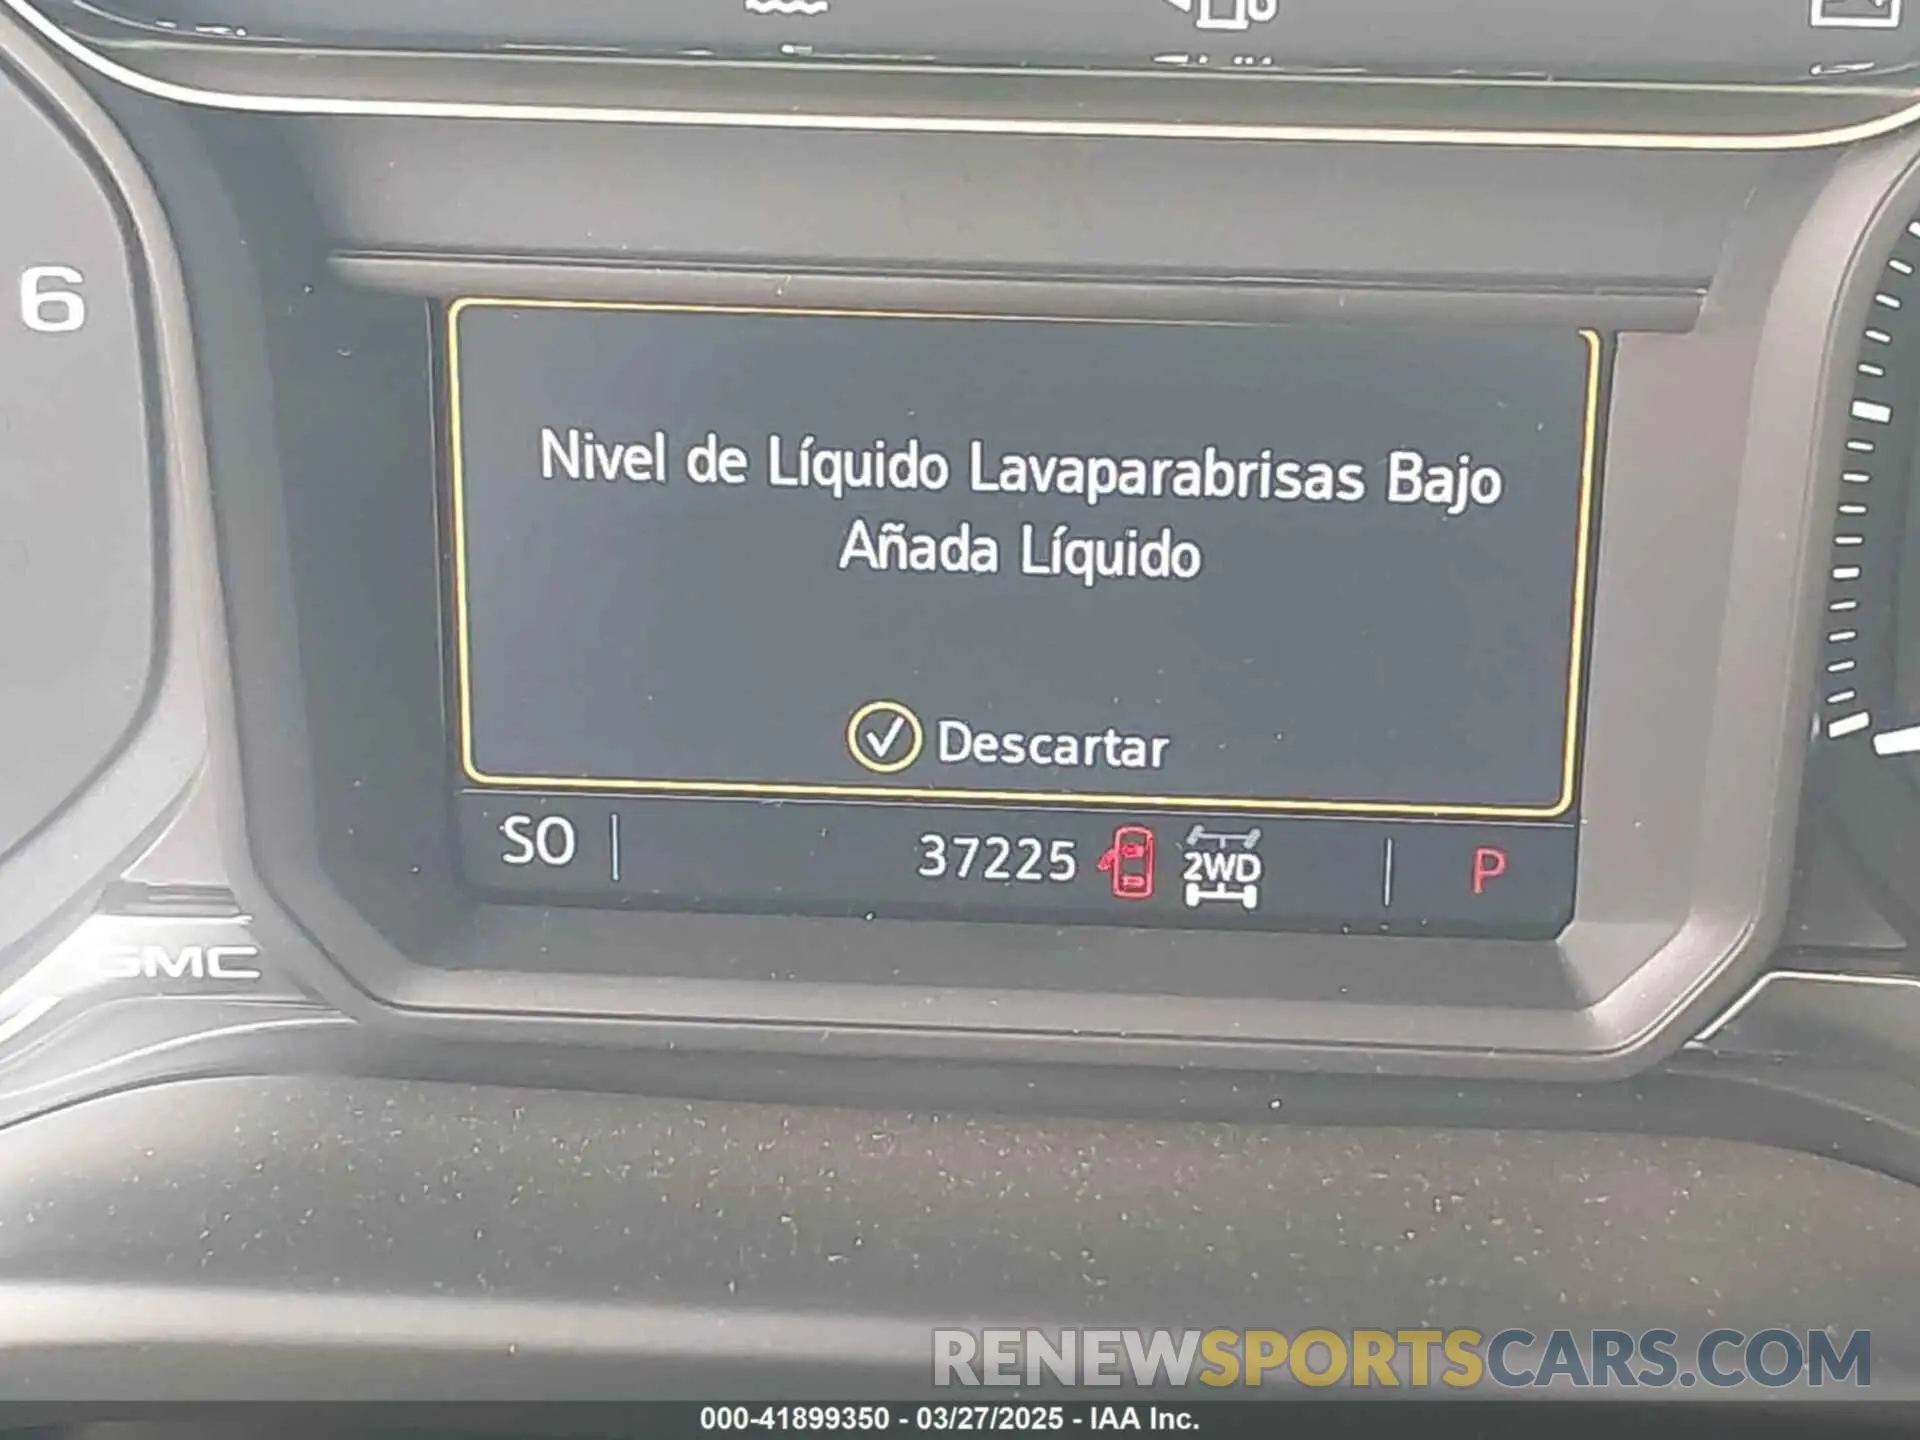 6
Nivel de Líquido Lavaparabrisas Bajo
Añada Líquido
Descartar
SO
37225
2WD
P
GMC
RENEWSPORTSCARS.COM
000-41899350 - 03/27/2025 - IAA Inc.